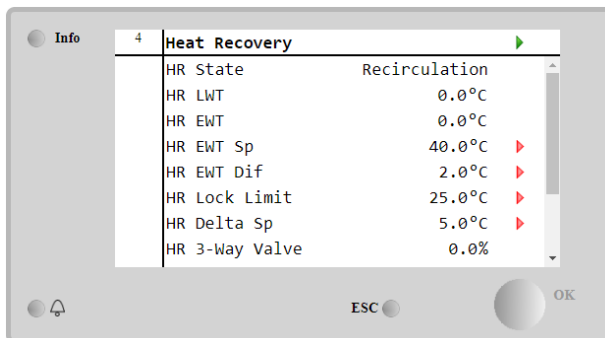 Info
4 Heat Recovery
HR State Recirculation
HR LWT 0.0°C
HR EWT 0.0°C
HR EWT Sp 40.0°C
HR EWT Dif 2.0°C
HR Lock Limit 25.0°C
HR Delta Sp 5.0°C
HR 3-Way Valve 0.0%
ESC
OK